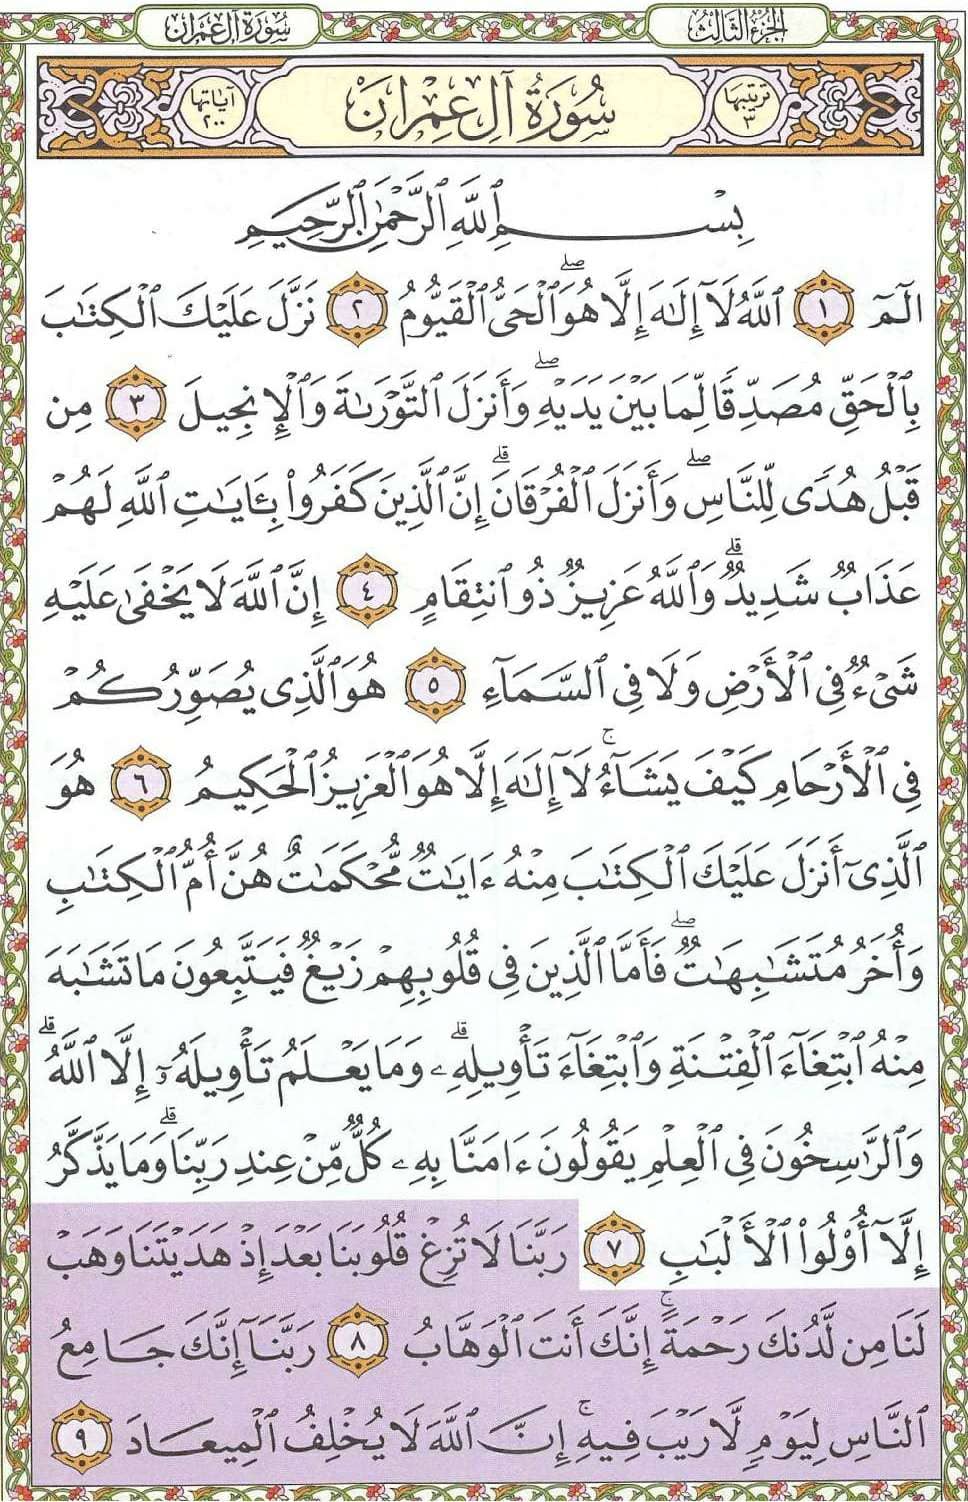 الجزء الثالث
سورة آل عمران
ترتيبها ٣
سورة آل عمران
آياتها ٢٠٠
بِسْمِ ٱللَّهِ ٱلرَّحْمَٰنِ ٱلرَّحِيمِ
الٓمٓ ١ ٱللَّهُ لَآ إِلَٰهَ إِلَّا هُوَ ۖ ٱلْحَىُّ ٱلْقَيُّومُ ٢ نَزَّلَ عَلَيْكَ ٱلْكِتَٰبَ
بِٱلْحَقِّ مُصَدِّقًا لِّمَا بَيْنَ يَدَيْهِ ۖ وَأَنزَلَ ٱلتَّوْرَىٰةَ وَٱلْإِنجِيلَ ٣ مِن
قَبْلُ هُدًى لِّلنَّاسِ ۖ وَأَنزَلَ ٱلْفُرْقَانَ ۗ إِنَّ ٱلَّذِينَ كَفَرُوا۟ بِـَٔايَٰتِ ٱللَّهِ لَهُمْ
عَذَابٌ شَدِيدٌ ۗ وَٱللَّهُ عَزِيزٌ ذُو ٱنتِقَامٍ ٤ إِنَّ ٱللَّهَ لَا يَخْفَىٰ عَلَيْهِ
شَىْءٌ فِى ٱلْأَرْضِ وَلَا فِى ٱلسَّمَآءِ ٥ هُوَ ٱلَّذِى يُصَوِّرُكُمْ
فِى ٱلْأَرْحَامِ كَيْفَ يَشَآءُ ۚ لَآ إِلَٰهَ إِلَّا هُوَ ٱلْعَزِيزُ ٱلْحَكِيمُ ٦ هُوَ
ٱلَّذِىٓ أَنزَلَ عَلَيْكَ ٱلْكِتَٰبَ مِنْهُ ءَايَٰتٌ مُّحْكَمَٰتٌ هُنَّ أُمُّ ٱلْكِتَٰبِ
وَأُخَرُ مُتَشَٰبِهَٰتٌ ۖ فَأَمَّا ٱلَّذِينَ فِى قُلُوبِهِمْ زَيْغٌ فَيَتَّبِعُونَ مَا تَشَٰبَهَ
مِنْهُ ٱبْتِغَآءَ ٱلْفِتْنَةِ وَٱبْتِغَآءَ تَأْوِيلِهِۦ ۗ وَمَا يَعْلَمُ تَأْوِيلَهُۥٓ إِلَّا ٱللَّهُ ۗ
وَٱلرَّٰسِخُونَ فِى ٱلْعِلْمِ يَقُولُونَ ءَامَنَّا بِهِۦ كُلٌّ مِّنْ عِندِ رَبِّنَا ۗ وَمَا يَذَّكَّرُ
إِلَّآ أُو۟لُوا۟ ٱلْأَلْبَٰبِ ٧ رَبَّنَا لَا تُزِغْ قُلُوبَنَا بَعْدَ إِذْ هَدَيْتَنَا وَهَبْ
لَنَا مِن لَّدُنكَ رَحْمَةً ۚ إِنَّكَ أَنتَ ٱلْوَهَّابُ ٨ رَبَّنَآ إِنَّكَ جَامِعُ
ٱلنَّاسِ لِيَوْمٍ لَّا رَيْبَ فِيهِ ۚ إِنَّ ٱللَّهَ لَا يُخْلِفُ ٱلْمِيعَادَ ٩